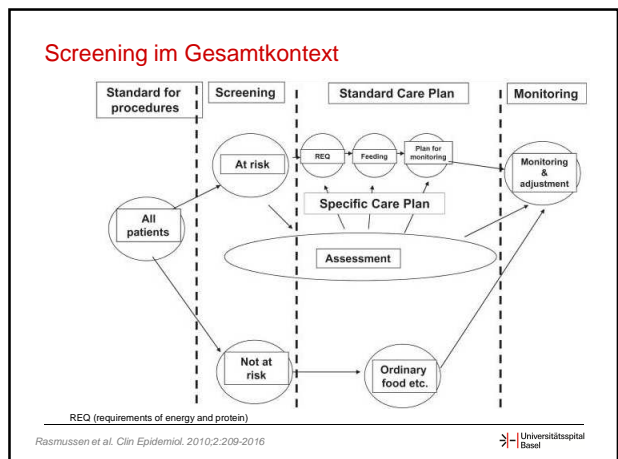 Screening im Gesamtkontext
Standard for
procedures
Screening
Standard Care Plan
Monitoring
At risk
REQ
Feeding
Plan for
monitoring
Monitoring
&
adjustment
All
patients
Specific Care Plan
Assessment
Not at
risk
Ordinary
food etc.
REQ (requirements of energy and protein)
Rasmussen et al. Clin Epidemiol. 2010;2:209-2016
Universitätsspital
Basel